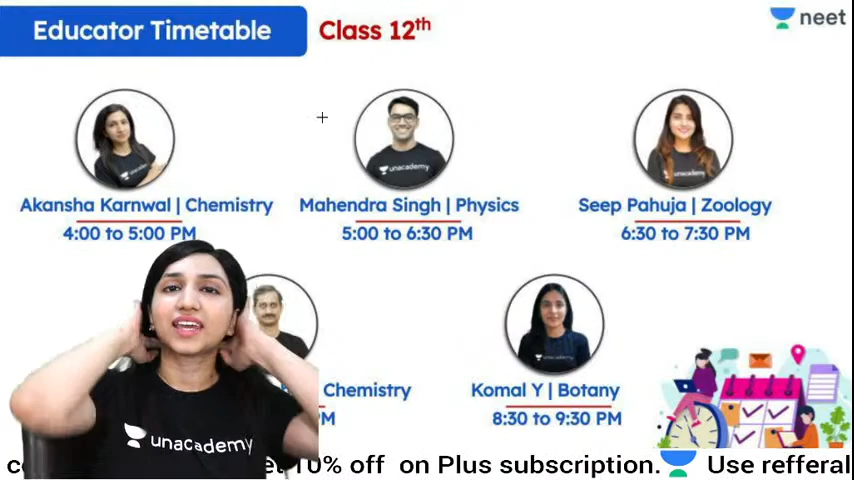 Educator Timetable
Class 12th
neet
unacademy
unacademy
Akansha Karnwal | Chemistry
4:00 to 5:00 PM
Mahendra Singh | Physics
5:00 to 6:30 PM
Seep Pahuja | Zoology
6:30 to 7:30 PM
Chemistry
Komal Y | Botany
8:30 to 9:30 PM
unacademy
10% off on Plus subscription. Use refferal